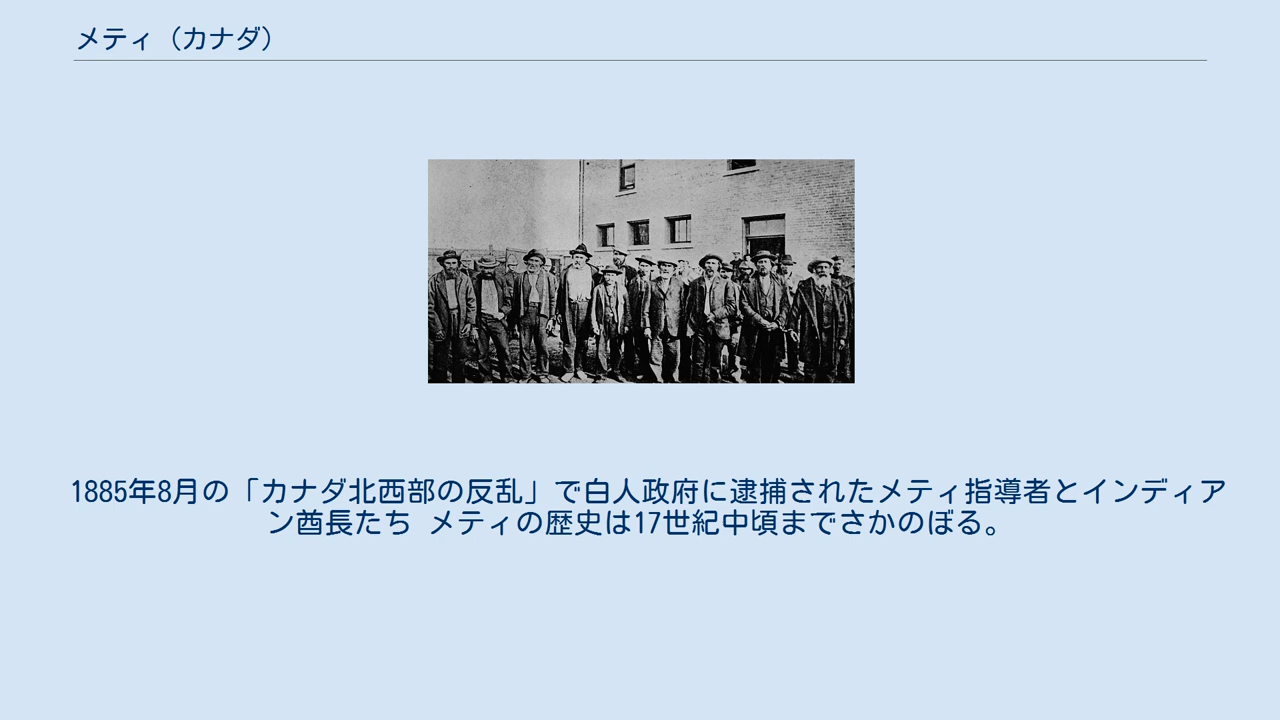 メティ（カナダ）
1885年8月の「カナダ北西部の反乱」で白人政府に逮捕されたメティ指導者とインディア
ン酋長たち メティの歴史は17世紀中頃までさかのぼる。